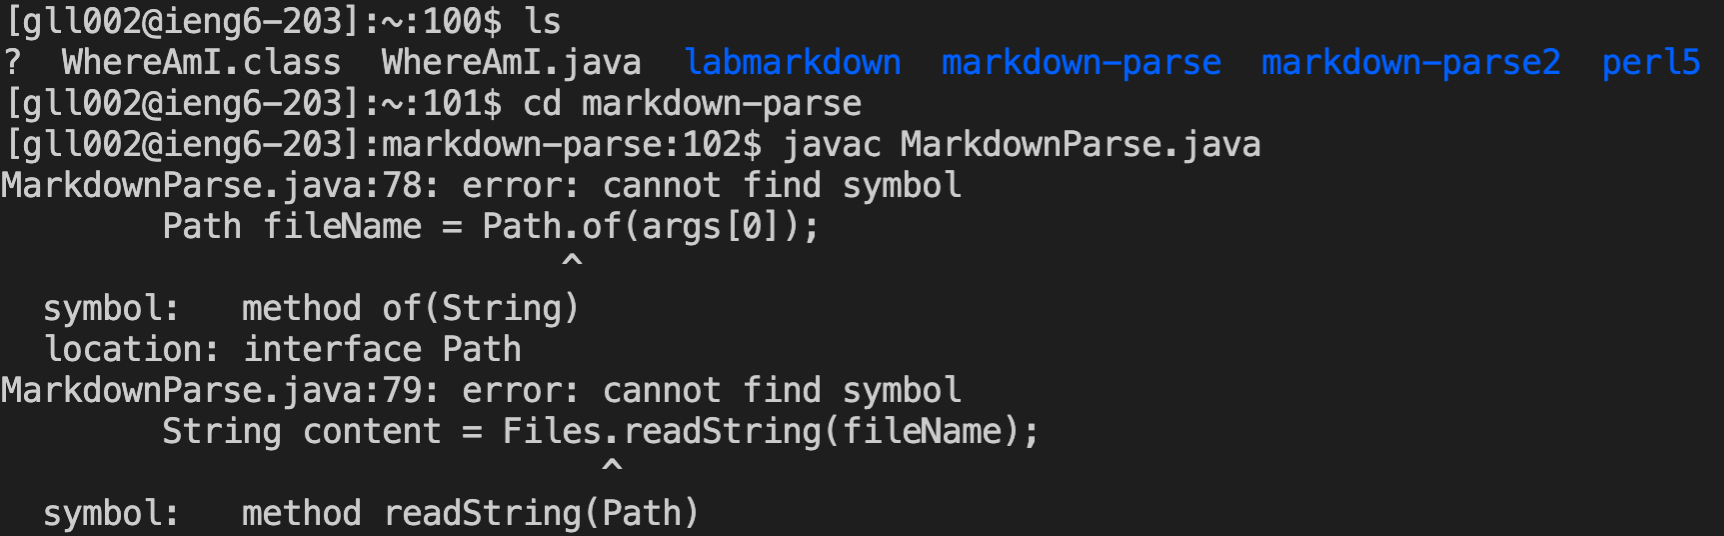 [gll002@ieng6-203]:~:100$ ls
?  WhereAmI.class  WhereAmI.java  labmarkdown  markdown-parse  markdown-parse2  perl5
[gll002@ieng6-203]:~:101$ cd markdown-parse
[gll002@ieng6-203]:markdown-parse:102$ javac MarkdownParse.java
MarkdownParse.java:78: error: cannot find symbol
        Path fileName = Path.of(args[0]);
                            ^
  symbol:   method of(String)
  location: interface Path
MarkdownParse.java:79: error: cannot find symbol
        String content = Files.readString(fileName);
                              ^
  symbol:   method readString(Path)